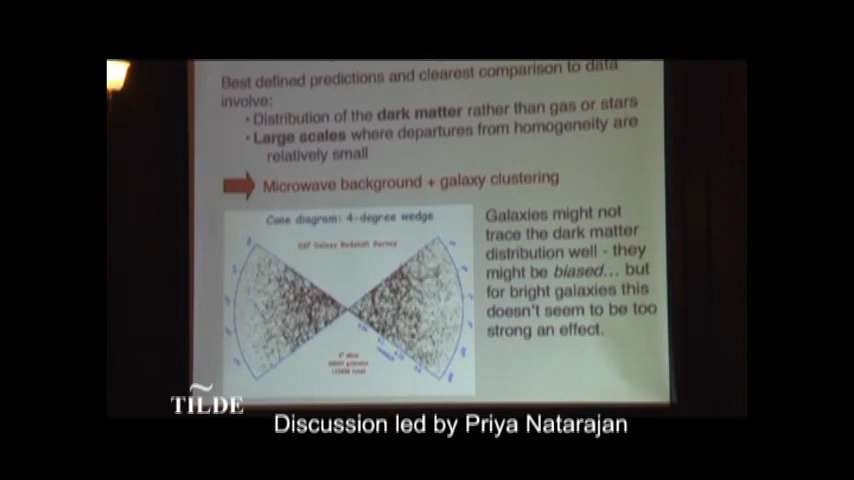 Best defined predictions and clearest comparison to data
involve:
• Distribution of the dark matter rather than gas or stars
• Large scales where departures from homogeneity are
relatively small
Microwave background + galaxy clustering
Cone diagram: 4-degree wedge
Galaxy Redshift Survey
Galaxies might not
trace the dark matter
distribution well - they
might be biased... but
for bright galaxies this
doesn't seem to be too
strong an effect.
TILDE
Discussion led by Priya Natarajan